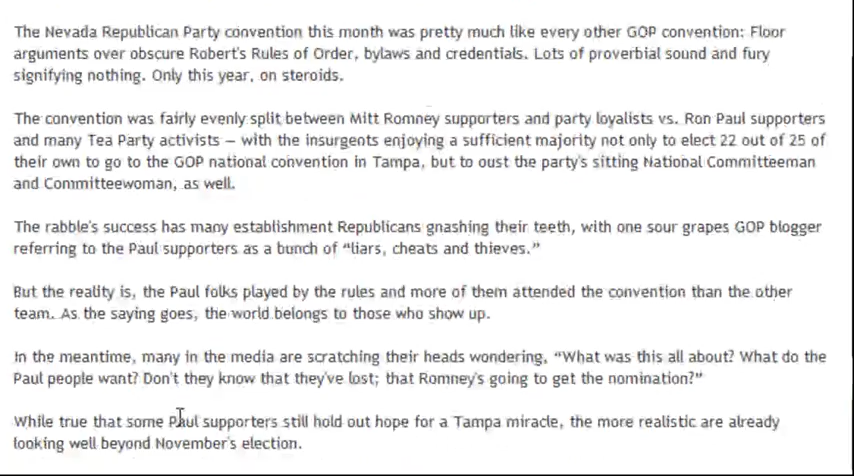 The Nevada Republican Party convention this month was pretty much like every other GOP convention: Floor
arguments over obscure Robert's Rules of Order, bylaws and credentials. Lots of proverbial sound and fury
signifying nothing. Only this year, on steroids.
The convention was fairly evenly split between Mitt Romney supporters and party loyalists vs. Ron Paul supporters
and many Tea Party activists – with the insurgents enjoying a sufficient majority not only to elect 22 out of 25 of
their own to go to the GOP national convention in Tampa, but to oust the party's sitting National Committeeman
and Committeewoman, as well.
The rabble's success has many establishment Republicans gnashing their teeth, with one sour grapes GOP blogger
referring to the Paul supporters as a bunch of “liars, cheats and thieves.”
But the reality is, the Paul folks played by the rules and more of them attended the convention than the other
team. As the saying goes, the world belongs to those who show up.
In the meantime, many in the media are scratching their heads wondering, “What was this all about? What do the
Paul people want? Don't they know that they've lost; that Romney's going to get the nomination?”
While true that some Paul supporters still hold out hope for a Tampa miracle, the more realistic are already
looking well beyond November's election.